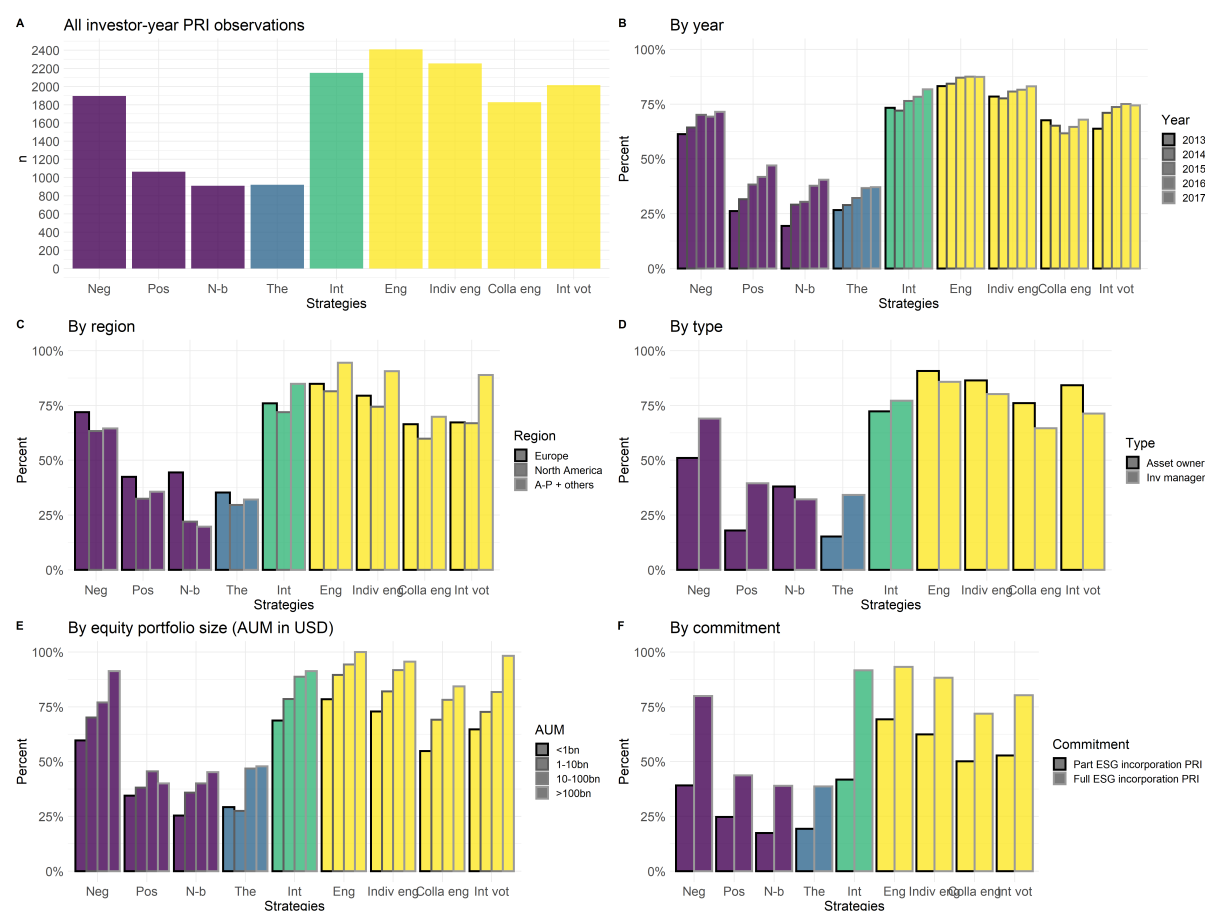 A All investor-year PRI observations
2400
2200
2000
1800
1600
1400
1200
1000
800
600
400
200
0
n
Neg Pos N-b The Int Eng Indiv eng Colla eng Int vot
Strategies
B By year
100%
75%
50%
25%
0%
Percent
Neg Pos N-b The Int Eng Indiv eng Colla eng Int vot
Strategies
Year
2013
2014
2015
2016
2017
C By region
100%
75%
50%
25%
0%
Percent
Neg Pos N-b The Int Eng Indiv eng Colla eng Int vot
Strategies
Region
Europe
North America
A-P + others
D By type
100%
75%
50%
25%
0%
Percent
Neg Pos N-b The Int Eng Indiv eng Colla eng Int vot
Strategies
Type
Asset owner
Inv manager
E By equity portfolio size (AUM in USD)
100%
75%
50%
25%
0%
Percent
Neg Pos N-b The Int Eng Indiv eng Colla eng Int vot
Strategies
AUM
<1bn
1-10bn
10-100bn
>100bn
F By commitment
100%
75%
50%
25%
0%
Percent
Neg Pos N-b The Int Eng Indiv eng Colla eng Int vot
Strategies
Commitment
Part ESG incorporation PRI
Full ESG incorporation PRI